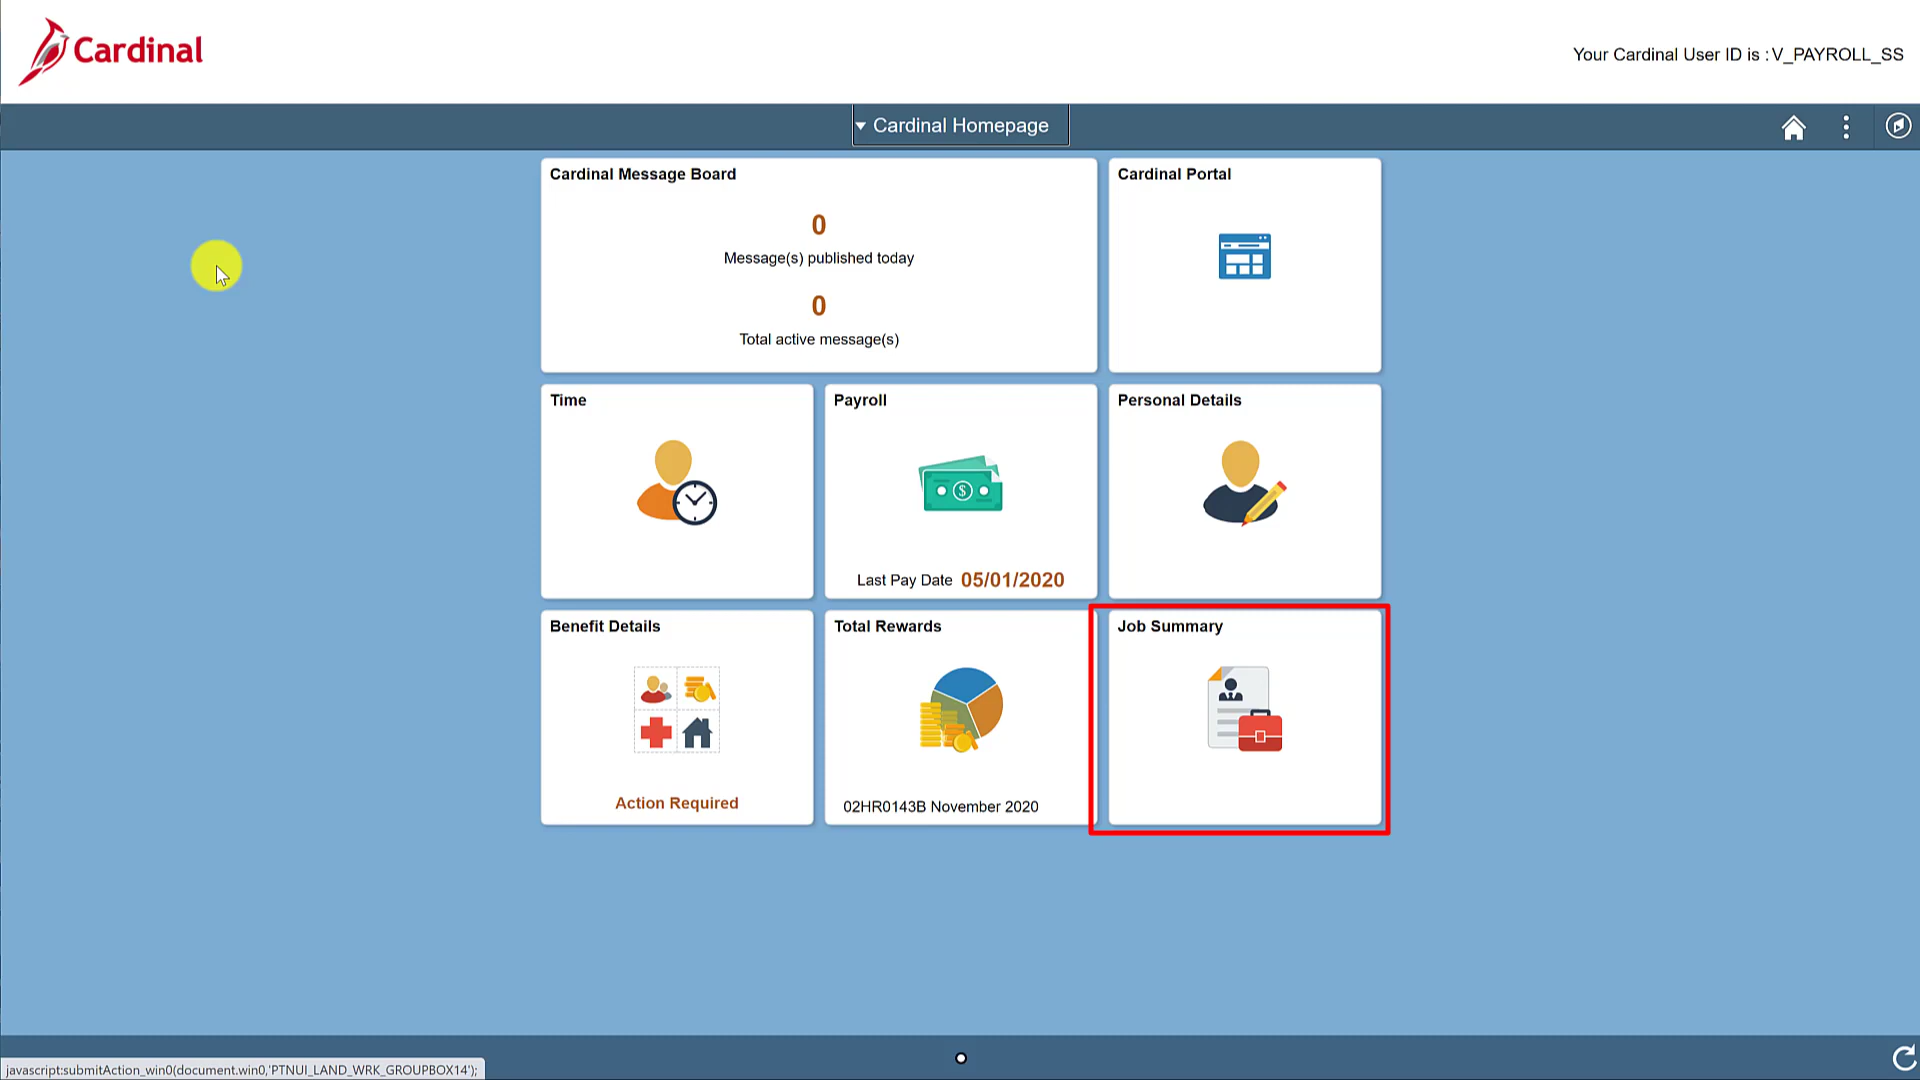 Cardinal
Your Cardinal User ID is : V_PAYROLL_SS
Cardinal Homepage
Cardinal Message Board
0
Message(s) published today
0
Total active message(s)
Cardinal Portal
Time
Payroll
$
Last Pay Date 05/01/2020
Personal Details
Benefit Details
Action Required
Total Rewards
02HR0143B November 2020
Job Summary
javascript:submitAction_win0(document.win0,'PTNUI_LAND_WRK_GROUPBOX14');